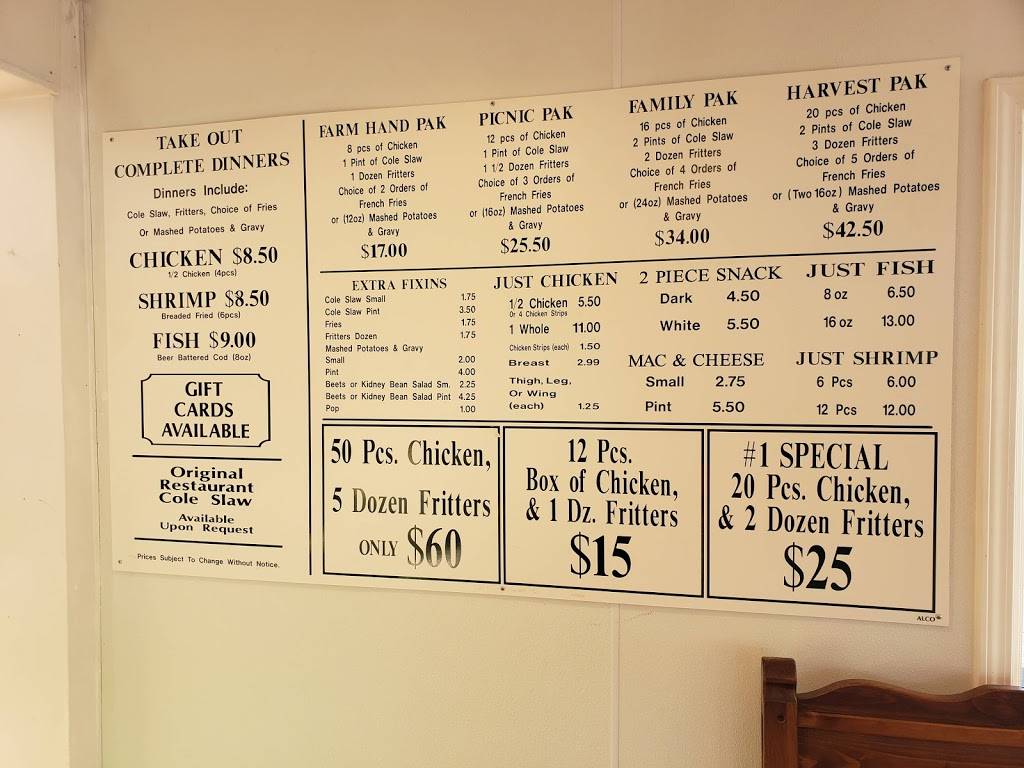 TAKE OUT
COMPLETE DINNERS
Dinners Include:
Cole Slaw, Fritters, Choice of Fries
Or Mashed Potatoes & Gravy
CHICKEN $8.50
1/2 Chicken (4pcs)
SHRIMP $8.50
Breaded Fried (6pcs)
FISH $9.00
Beer Battered Cod (8oz)
GIFT
CARDS
AVAILABLE
Original
Restaurant
Cole Slaw
Available
Upon Request
Prices Subject To Change Without Notice.
FARM HAND PAK
8 pcs of Chicken
1 Pint of Cole Slaw
1 Dozen Fritters
Choice of 2 Orders of
French Fries
or (12oz) Mashed Potatoes
& Gravy
$17.00
PICNIC PAK
12 pcs of Chicken
1 Pint of Cole Slaw
1 1/2 Dozen Fritters
Choice of 3 Orders of
French Fries
or (16oz) Mashed Potatoes
& Gravy
$25.50
FAMILY PAK
16 pcs of Chicken
2 Pints of Cole Slaw
2 Dozen Fritters
Choice of 4 Orders of
French Fries
or (24oz) Mashed Potatoes
& Gravy
$34.00
HARVEST PAK
20 pcs of Chicken
2 Pints of Cole Slaw
3 Dozen Fritters
Choice of 5 Orders of
French Fries
or (Two 16oz) Mashed Potatoes
& Gravy
$42.50
EXTRA FIXINS
Cole Slaw Small 1.75
Cole Slaw Pint 3.50
Fries 1.75
Fritters Dozen 1.75
Mashed Potatoes & Gravy
Small 2.00
Pint 4.00
Beets or Kidney Bean Salad Sm. 2.25
Beets or Kidney Bean Salad Pint 4.25
Pop 1.00
JUST CHICKEN
1/2 Chicken 5.50
Or 4 Chicken Strips
1 Whole 11.00
Chicken Strips (each) 1.50
Breast 2.99
Thigh, Leg,
Or Wing
(each) 1.25
2 PIECE SNACK
Dark 4.50
White 5.50
MAC & CHEESE
Small 2.75
Pint 5.50
JUST FISH
8 oz 6.50
16 oz 13.00
JUST SHRIMP
6 Pcs 6.00
12 Pcs 12.00
50 Pcs. Chicken,
5 Dozen Fritters
ONLY $60
12 Pcs.
Box of Chicken,
& 1 Dz. Fritters
$15
#1 SPECIAL
20 Pcs. Chicken,
& 2 Dozen Fritters
$25
ALCO